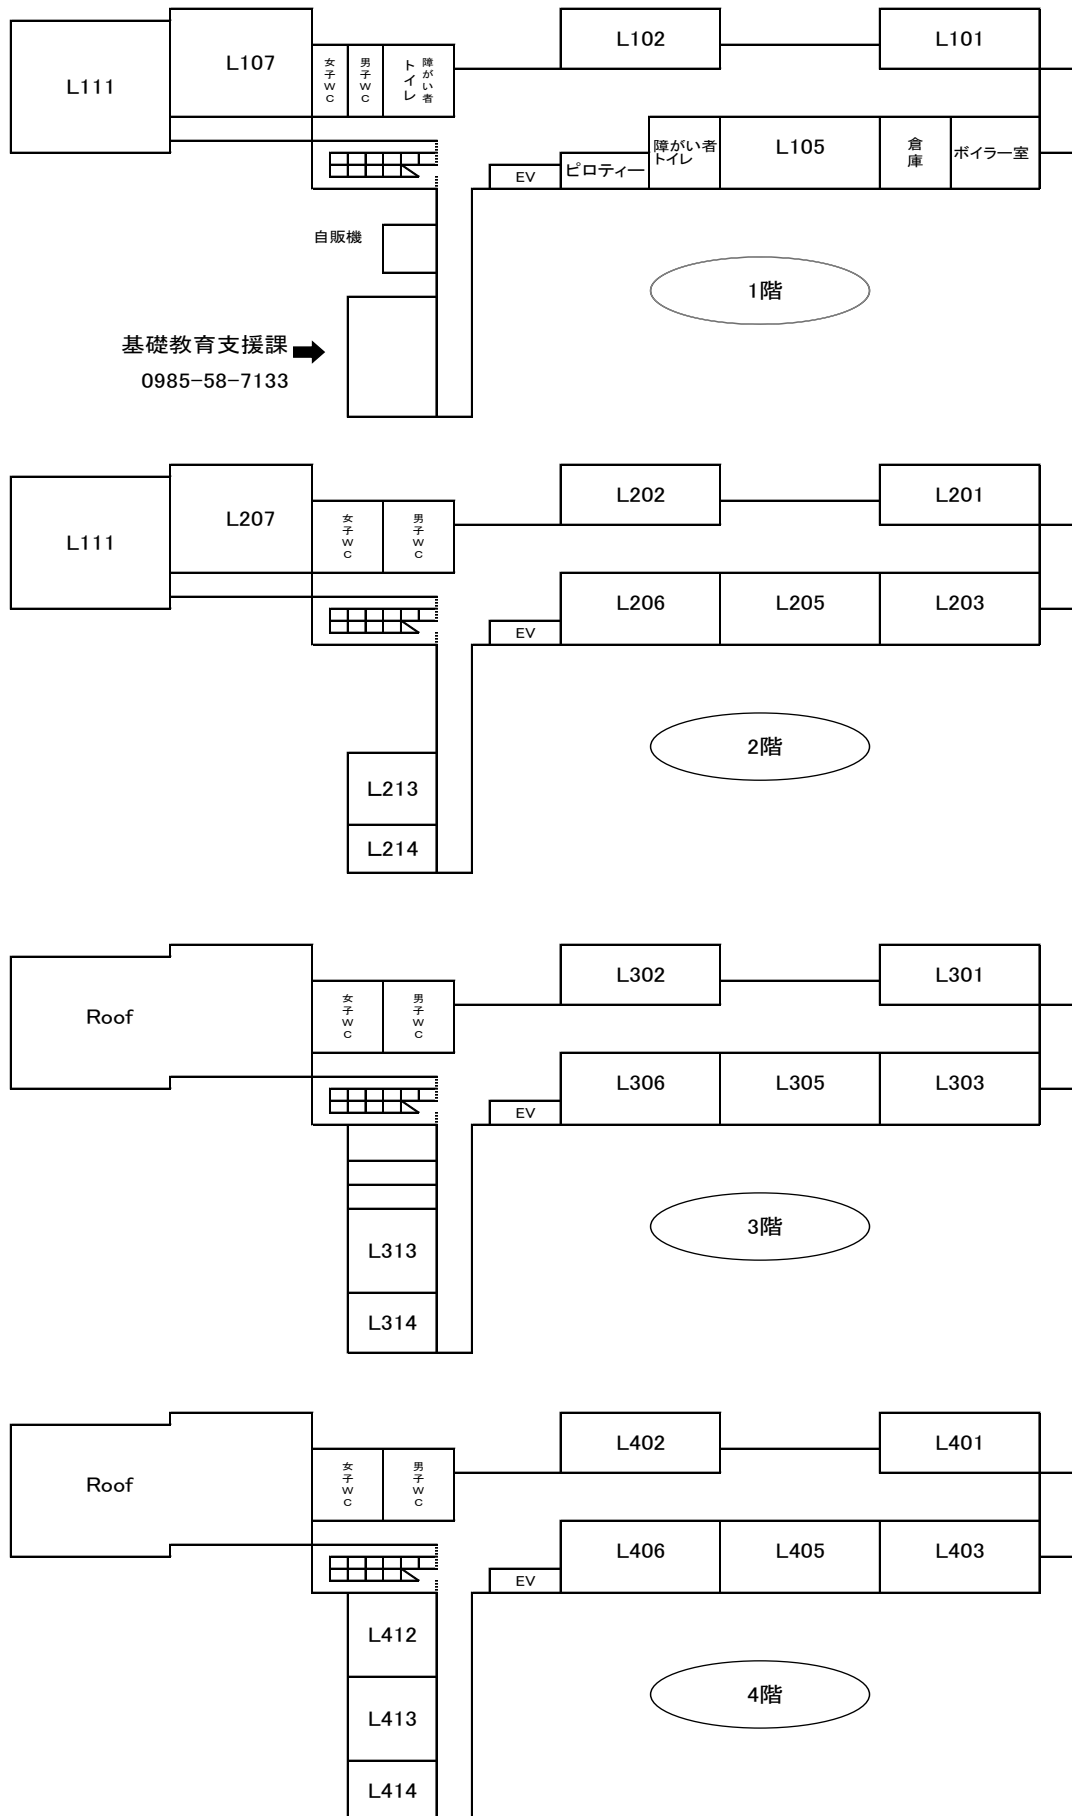 L111
L107
女子WC
男子WC
障がい者
トイレ
L102
L101
EV
ピロティー
障がい者
トイレ
L105
倉庫
ボイラー室
自販機
1階
基礎教育支援課
0985-58-7133
L111
L207
女子WC
男子WC
L202
L201
EV
L206
L205
L203
2階
L213
L214
Roof
女子WC
男子WC
L302
L301
EV
L306
L305
L303
3階
L313
L314
Roof
女子WC
男子WC
L402
L401
EV
L406
L405
L403
L412
4階
L413
L414